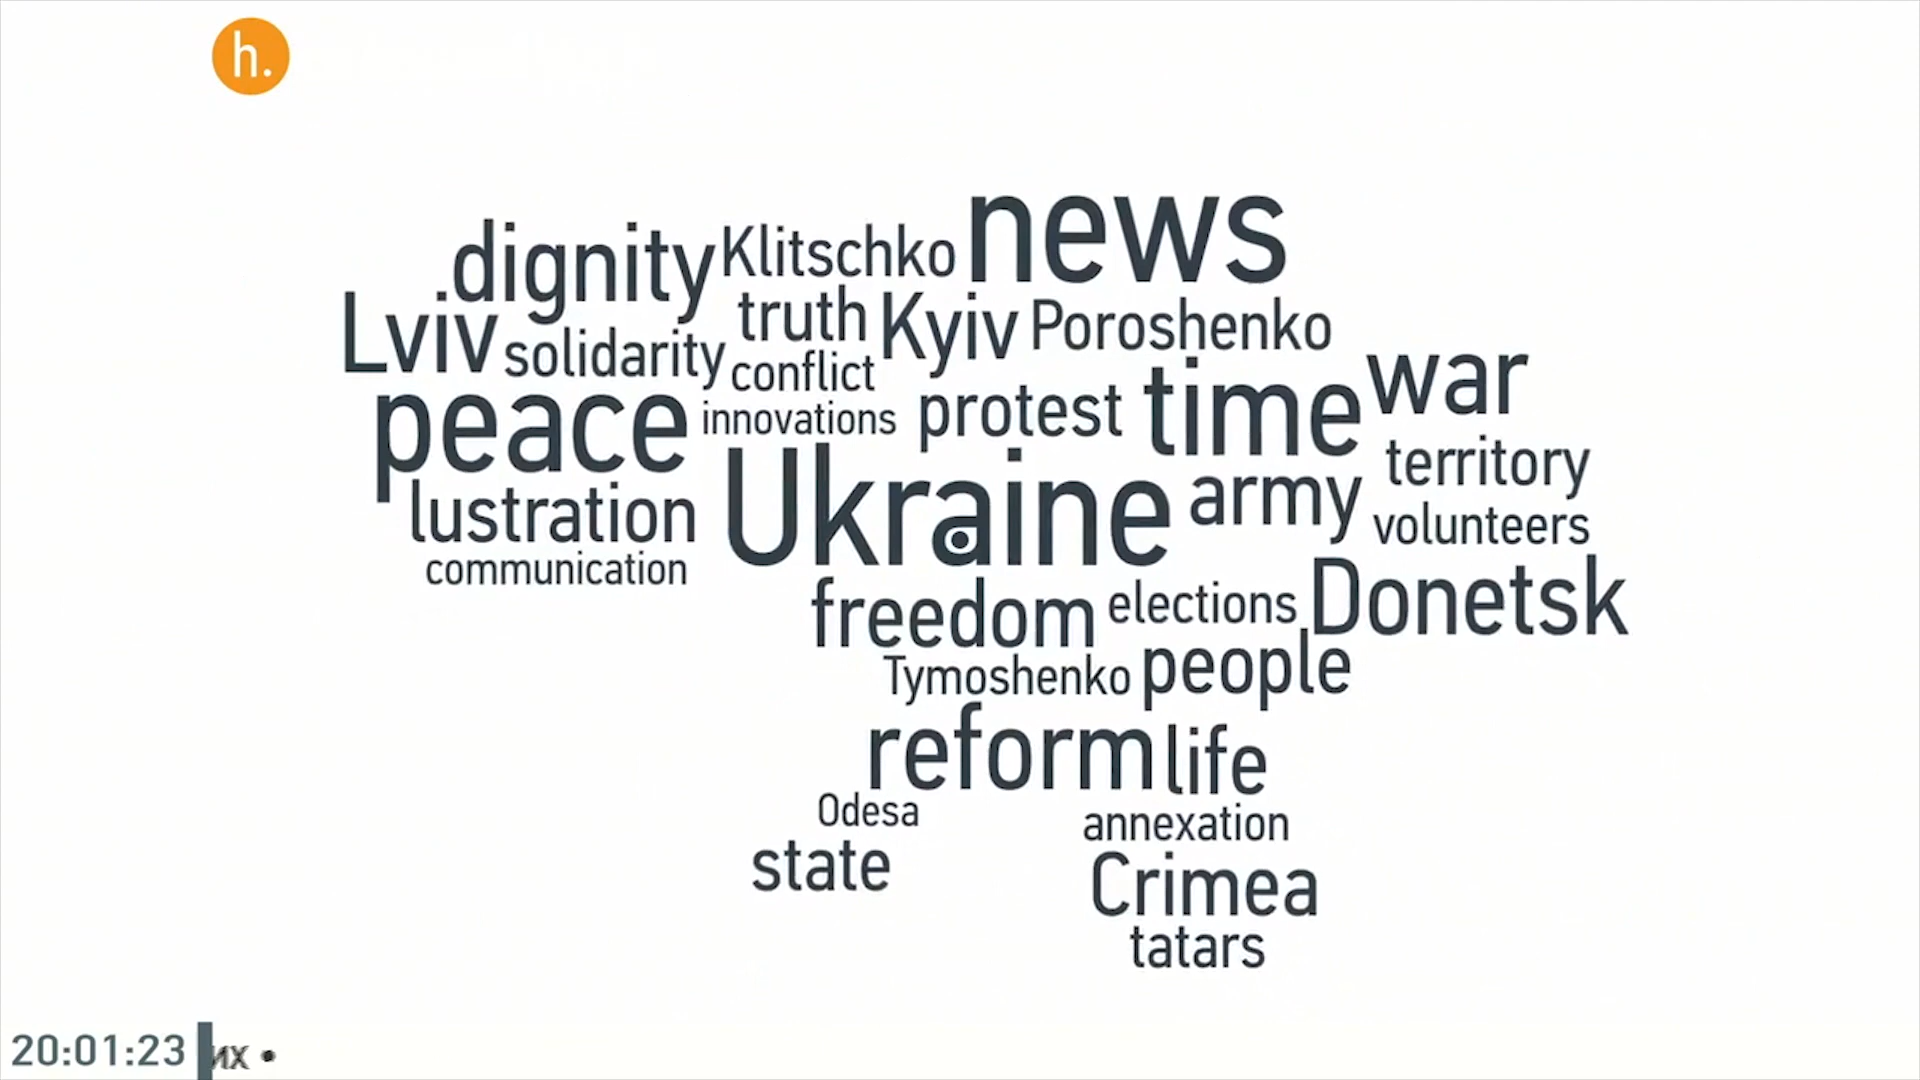 h.
news
dignity Klitschko
truth Kyiv Poroshenko
Lviv solidarity conflict
peace innovations protest time war
territory
lustration Ukraine army volunteers
communication
freedom elections Donetsk
Tymoshenko people
reform life
Odesa annexation
state Crimea
tatars
20:01:23 их •